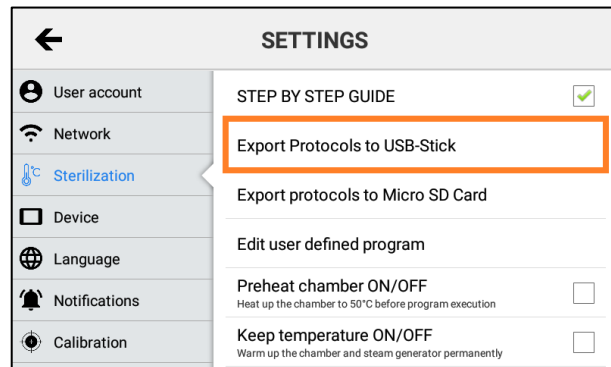 SETTINGS
User account
Network
°C Sterilization
Device
Language
Notifications
Calibration
STEP BY STEP GUIDE
Export Protocols to USB-Stick
Export protocols to Micro SD Card
Edit user defined program
Preheat chamber ON/OFF
Heat up the chamber to 50°C before program execution
Keep temperature ON/OFF
Warm up the chamber and steam generator permanently